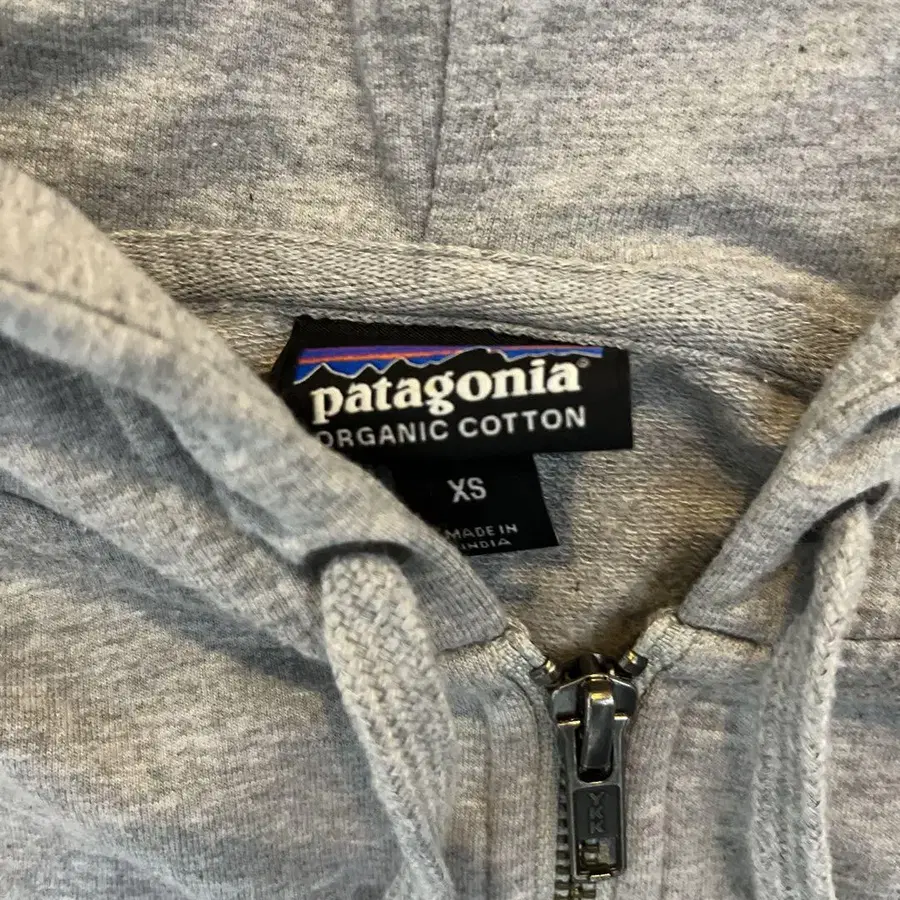 patagonia®
ORGANIC COTTON
XS
MADE IN
INDIA
YKK